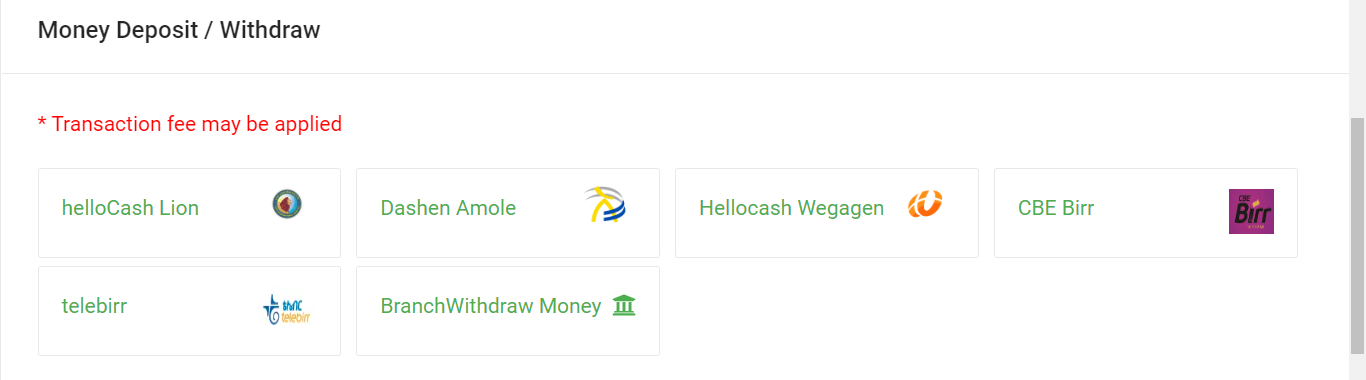 Money Deposit / Withdraw
* Transaction fee may be applied
helloCash Lion
Dashen Amole
Hellocash Wegagen
CBE Birr
CBE
Birr
telebirr
ቴሌብር
telebirr
BranchWithdraw Money